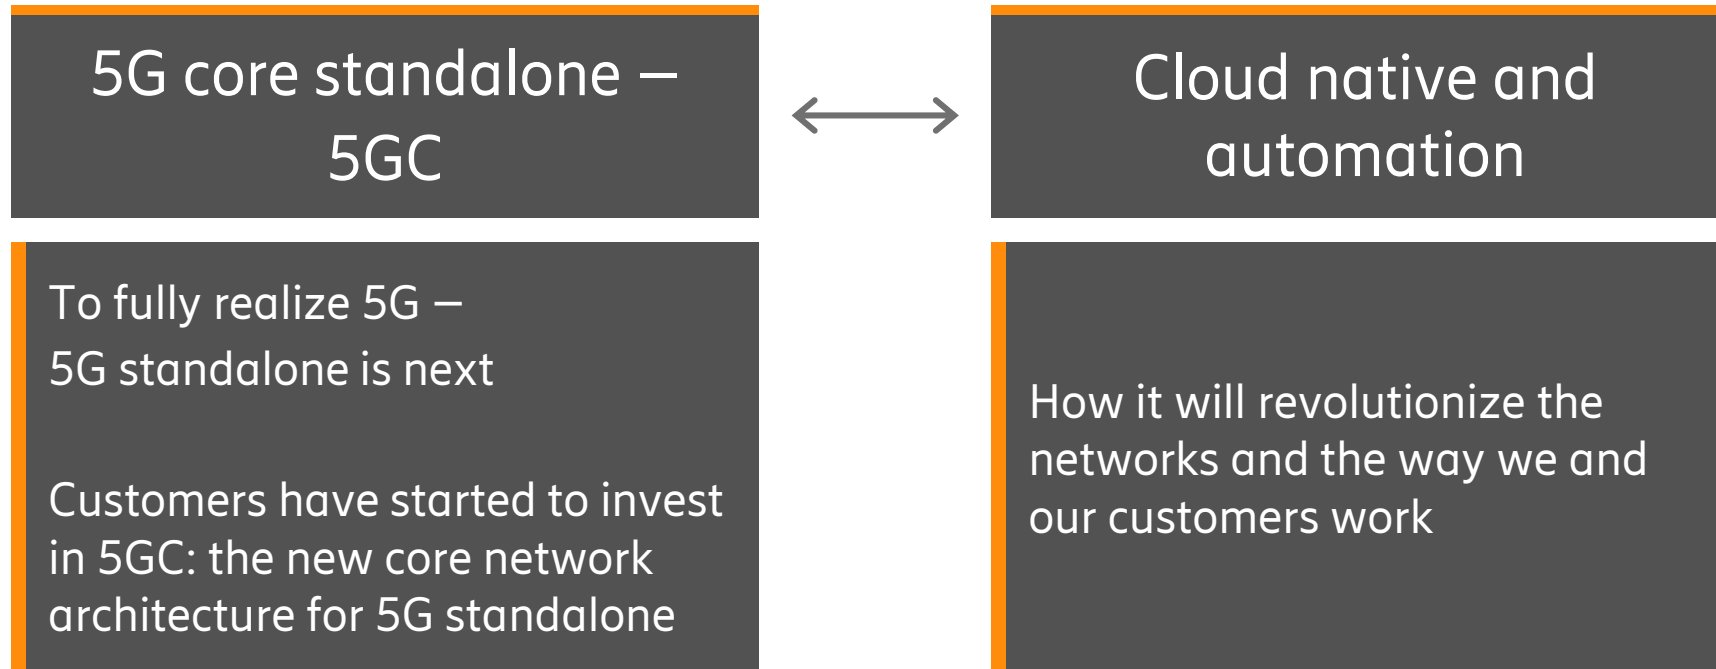 5G core standalone –
5GC
Cloud native and
automation
To fully realize 5G –
5G standalone is next
Customers have started to invest
in 5GC: the new core network
architecture for 5G standalone
How it will revolutionize the
networks and the way we and
our customers work